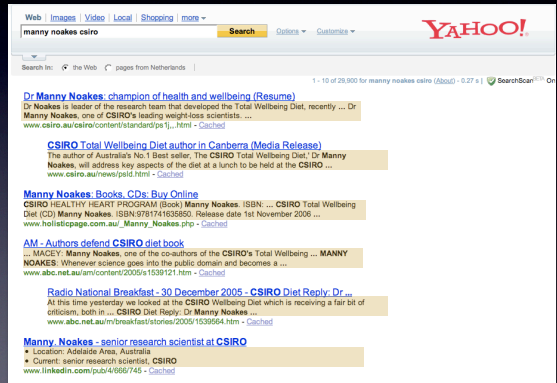 Web | Images | Video | Local | Shopping | more
manny noakes csiro Search Options Customize YAHOO!
Search In: the Web pages from Netherlands
1 - 10 of 29,900 for manny noakes csiro (About) - 0.27 s | SearchScan BETA On
Dr Manny Noakes: champion of health and wellbeing (Resume)
Dr Noakes is leader of the research team that developed the Total Wellbeing Diet, recently ... Dr
Manny Noakes, one of CSIRO's leading weight-loss scientists. ...
www.csiro.au/csiro/content/standard/ps1j,,.html - Cached
CSIRO Total Wellbeing Diet author in Canberra (Media Release)
The author of Australia's No.1 Best seller, The CSIRO Total Wellbeing Diet,' Dr Manny
Noakes, will address key aspects of the diet at a lunch to be held at the CSIRO ...
www.csiro.au/news/psld.html - Cached
Manny Noakes: Books, CDs: Buy Online
CSIRO HEALTHY HEART PROGRAM (Book) Manny Noakes. ISBN: ... CSIRO Total Wellbeing
Diet (CD) Manny Noakes. ISBN:9781741635850. Release date 1st November 2006 ...
www.holisticpage.com.au/_Manny_Noakes.php - Cached
AM - Authors defend CSIRO diet book
... MACEY: Manny Noakes, one of the co-authors of the CSIRO's Total Wellbeing ... MANNY
NOAKES: Whenever science goes into the public domain and becomes a ...
www.abc.net.au/am/content/2005/s1539121.htm - Cached
Radio National Breakfast - 30 December 2005 - CSIRO Diet Reply: Dr ...
At this time yesterday we looked at the CSIRO Wellbeing Diet which is receiving a fair bit of
criticism, both in ... CSIRO Diet Reply: Dr Manny Noakes ...
www.abc.net.au/rn/breakfast/stories/2005/1539564.htm - Cached
Manny. Noakes - senior research scientist at CSIRO
• Location: Adelaide Area, Australia
• Current: senior research scientist, CSIRO
www.linkedin.com/pub/4/666/745 - Cached